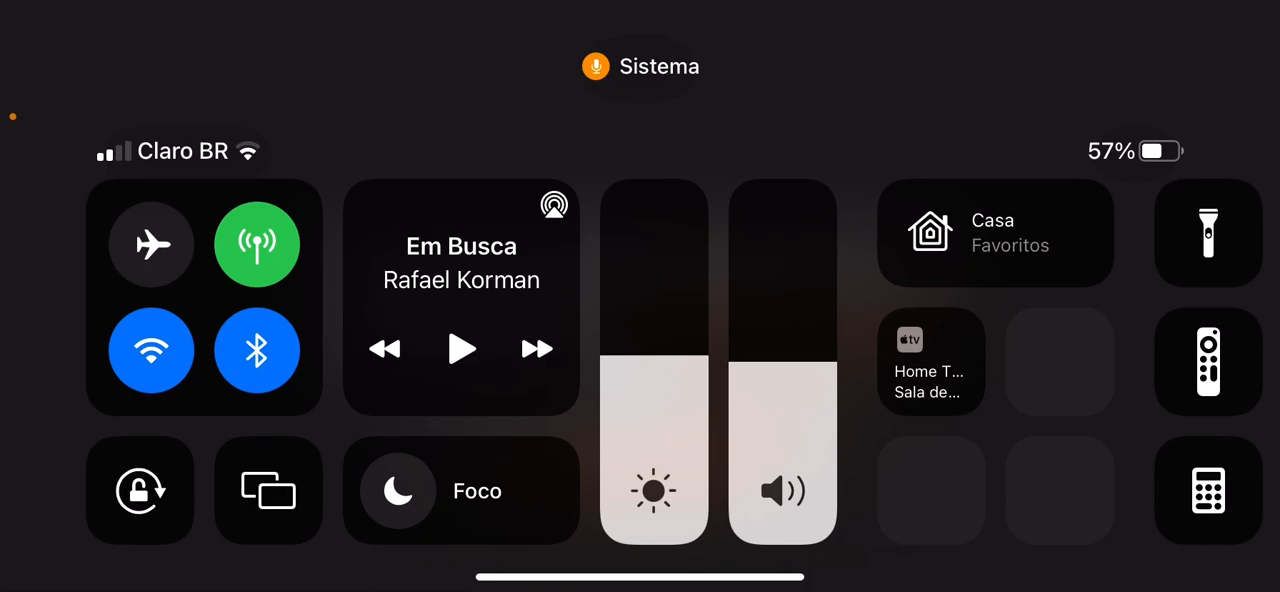 Sistema
Claro BR
57%
Em Busca
Rafael Korman
Casa
Favoritos
tv
Home T...
Sala de...
Foco